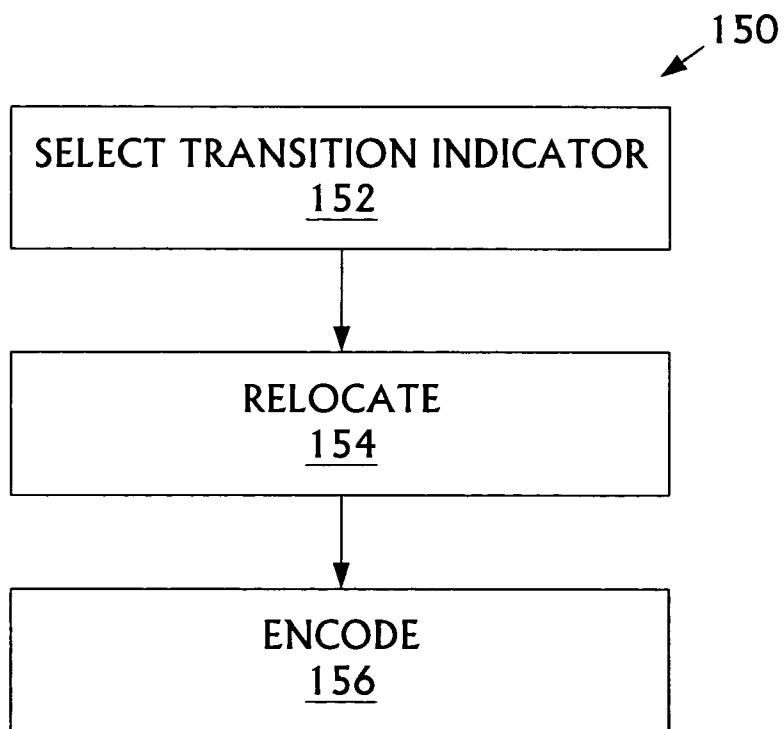 150
SELECT TRANSITION INDICATOR
152
RELOCATE
154
ENCODE
156